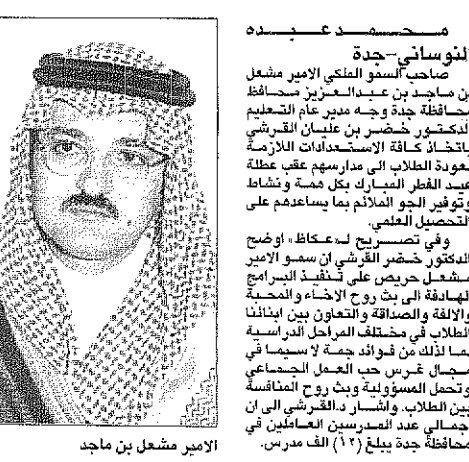 محمد عبده
النوساني-جدة
صاحب السمو الملكي الامير مشعل
بن ماجد بن عبدالعزيز محافظ
محافظة جدة وجه مدير عام التعليم
الدكتور خضر بن عليان القرشي
باتخاذ كافة الاستعدادات اللازمة
لعودة الطلاب الى مدارسهم عقب عطلة
عيد الفطر المبارك بكل همة ونشاط
وتوفير الجو الملائم بما يساعدهم على
التحصيل العلمي.
وفي تصريح لـ«عكاظ» اوضح
الدكتور خضر القرشي ان سمو الامير
مشعل حريص على تنفيذ البرامج
الهادفة الى بث روح الاخاء والمحبة
والالفة والصداقة والتعاون بين ابنائنا
الطلاب في مختلف المراحل الدراسية
لما لذلك من فوائد جمة لا سيما في
مجال غرس حب العمل الجماعي
وتحمل المسؤولية وبث روح المنافسة
بين الطلاب. واشار د.القرشي الى ان
اجمالي عدد المدرسين العاملين في
محافظة جدة يبلغ (١٢) الف مدرس.
الامير مشعل بن ماجد